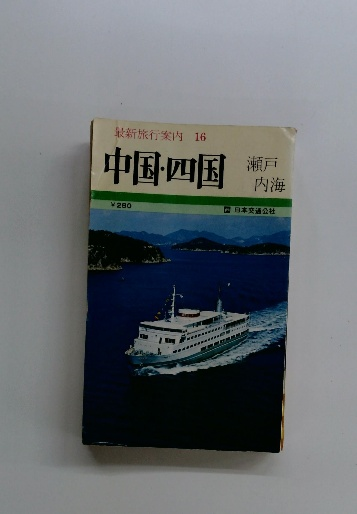 最新旅行案内 16
中国·四国
瀬戸
内海
¥280
日本交通公社